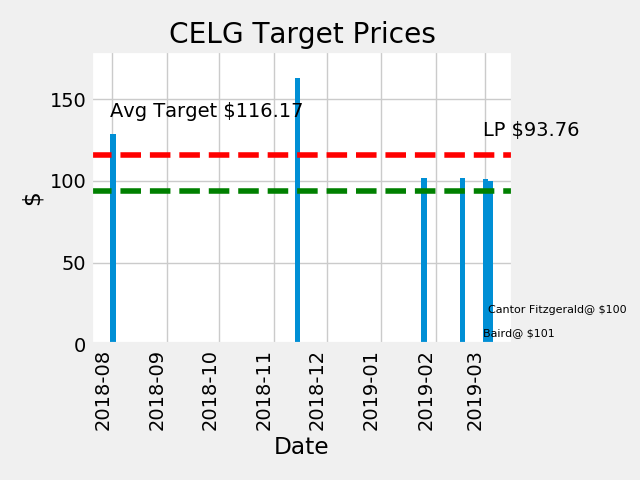 CELG Target Prices
150
100
50
0
$
Avg Target $116.17
LP $93.76
Cantor Fitzgerald@ $100
Baird@ $101
2018-08
2018-09
2018-10
2018-11
2018-12
2019-01
2019-02
2019-03
Date